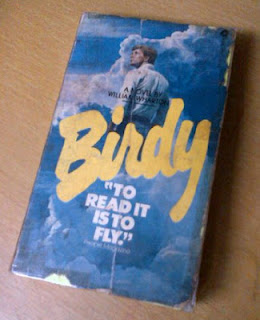 A NOVEL BY
WILLIAM WHARTON
Birdy
"TO
READ IT
IS TO
FLY."